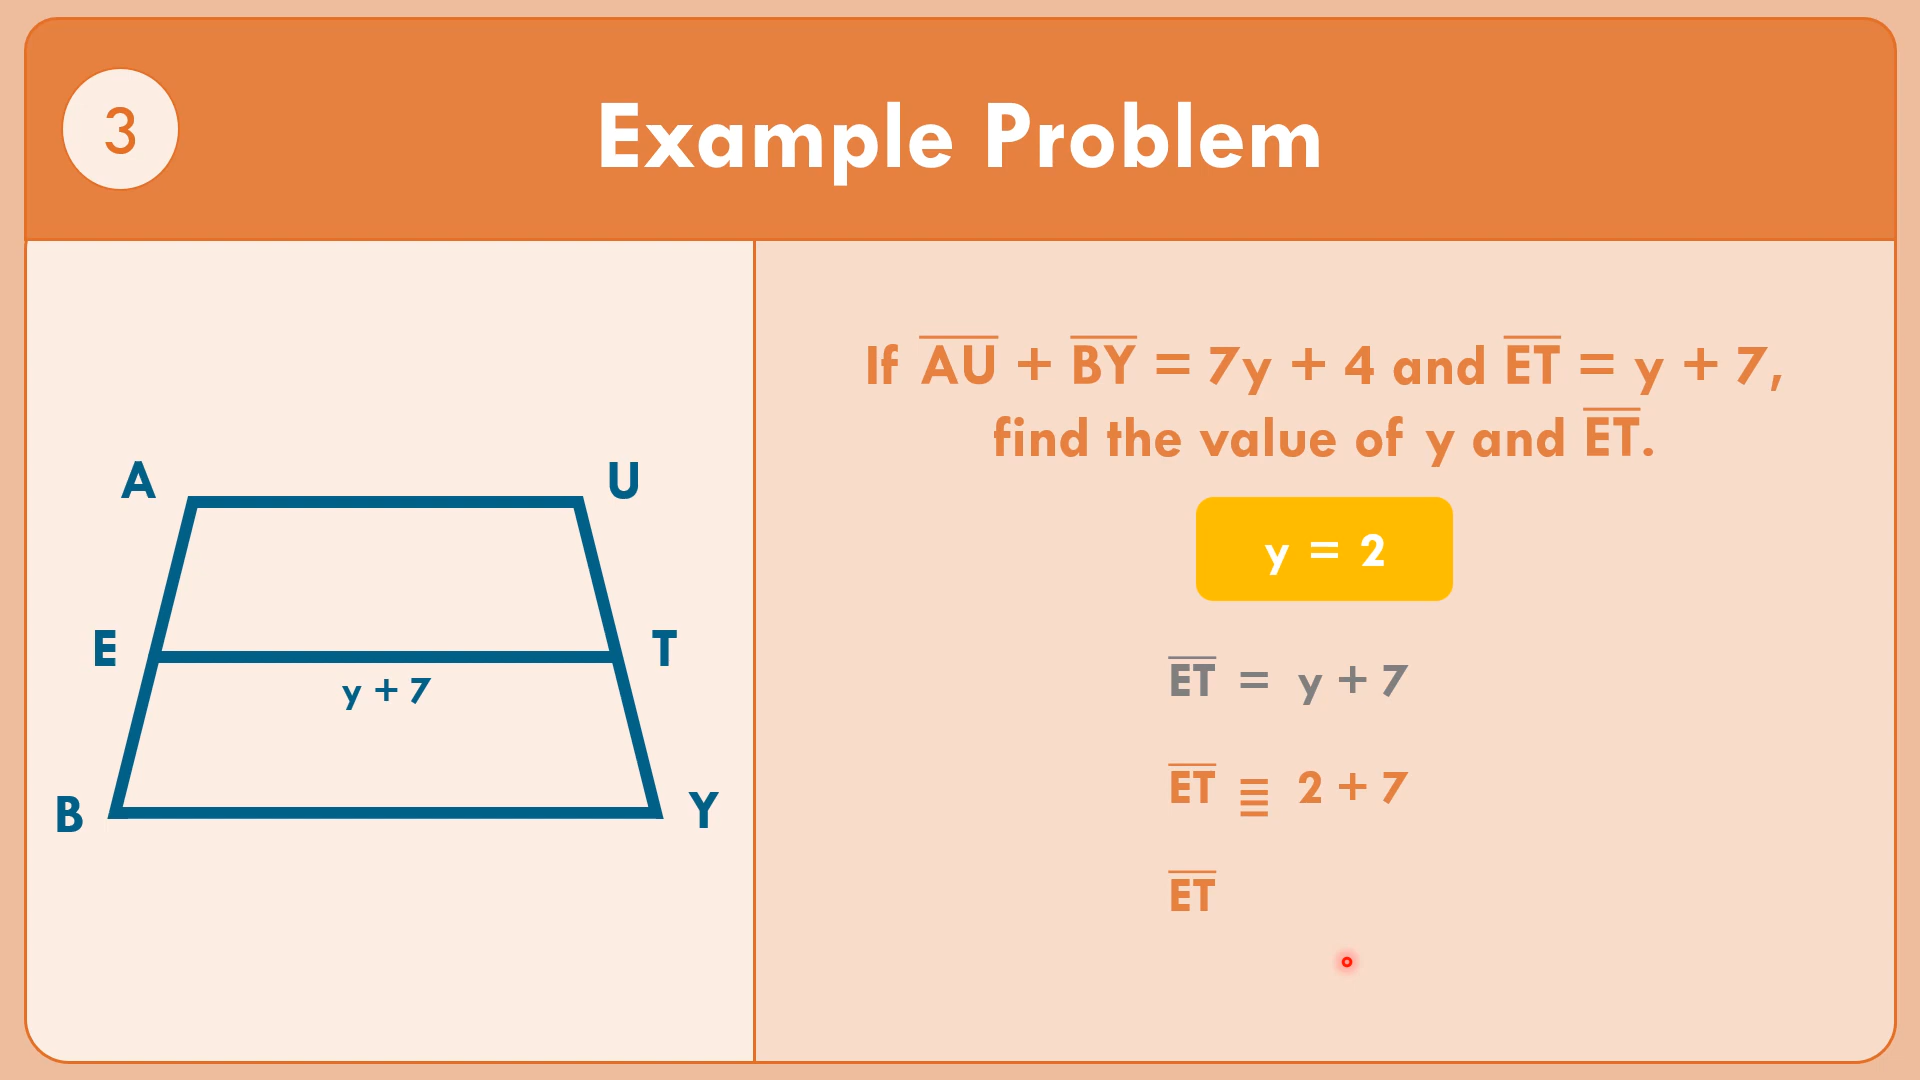 3
Example Problem
If AU + BY = 7y + 4 and ET = y + 7,
find the value of y and ET.
y = 2
A
U
E
T
y + 7
B
Y
ET = y + 7
ET = 2 + 7
ET